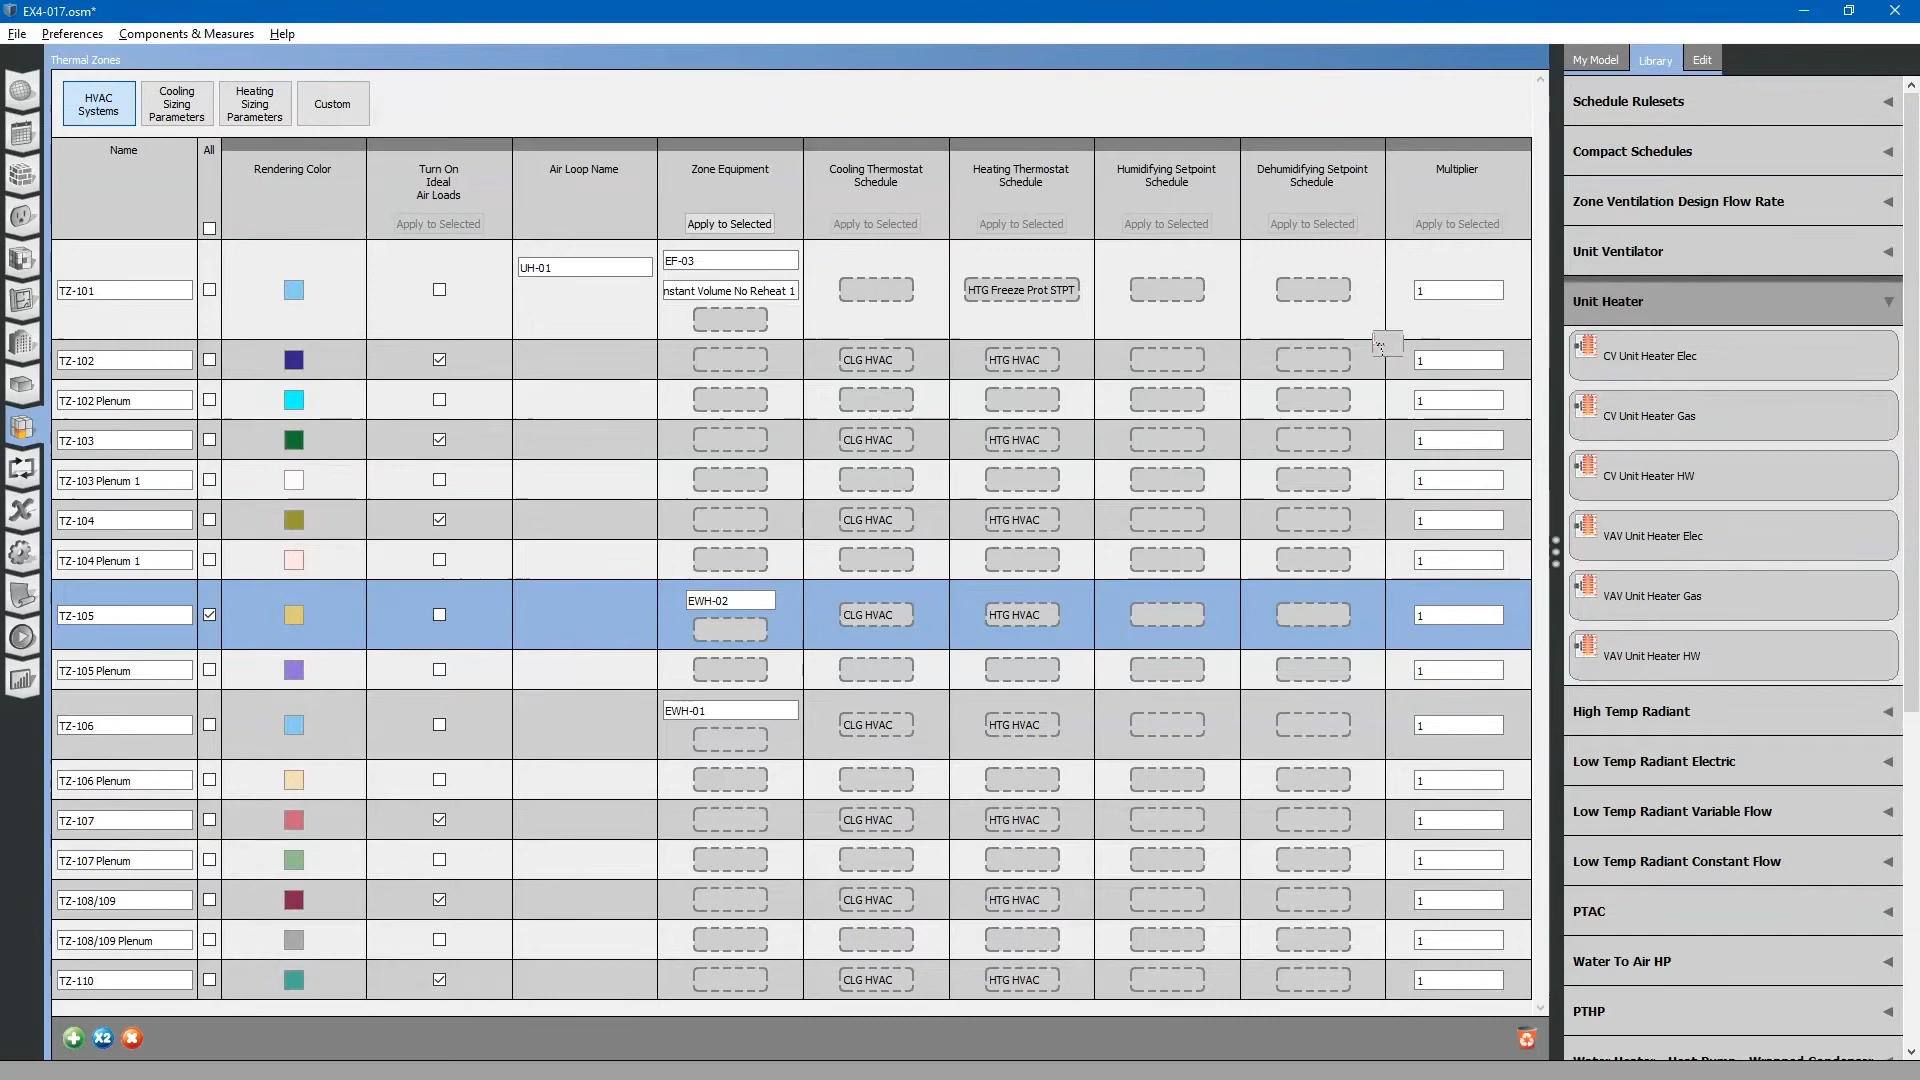 EX4-017.osm*
File Preferences Components & Measures Help
Thermal Zones
My Model Library Edit
HVAC
Systems
Cooling
Sizing
Parameters
Heating
Sizing
Parameters
Custom
Name All Rendering Color Turn On
Ideal
Air Loads Air Loop Name Zone Equipment Cooling Thermostat
Schedule Heating Thermostat
Schedule Humidifying Setpoint
Schedule Dehumidifying Setpoint
Schedule Multiplier
Apply to Selected Apply to Selected Apply to Selected Apply to Selected Apply to Selected Apply to Selected Apply to Selected
TZ-101 UH-01 EF-03
nstant Volume No Reheat 1 HTG Freeze Prot STPT 1
TZ-102 CLG HVAC HTG HVAC 1
TZ-102 Plenum 1
TZ-103 CLG HVAC HTG HVAC 1
TZ-103 Plenum 1 1
TZ-104 CLG HVAC HTG HVAC 1
TZ-104 Plenum 1 1
TZ-105 EWH-02 CLG HVAC HTG HVAC 1
TZ-105 Plenum 1
TZ-106 EWH-01 CLG HVAC HTG HVAC 1
TZ-106 Plenum 1
TZ-107 CLG HVAC HTG HVAC 1
TZ-107 Plenum 1
TZ-108/109 CLG HVAC HTG HVAC 1
TZ-108/109 Plenum 1
TZ-110 CLG HVAC HTG HVAC 1
X2
Schedule Rulesets
Compact Schedules
Zone Ventilation Design Flow Rate
Unit Ventilator
Unit Heater
CV Unit Heater Elec
CV Unit Heater Gas
CV Unit Heater HW
VAV Unit Heater Elec
VAV Unit Heater Gas
VAV Unit Heater HW
High Temp Radiant
Low Temp Radiant Electric
Low Temp Radiant Variable Flow
Low Temp Radiant Constant Flow
PTAC
Water To Air HP
PTHP
Water Heater - Heat Pump - Wrapped Condenser